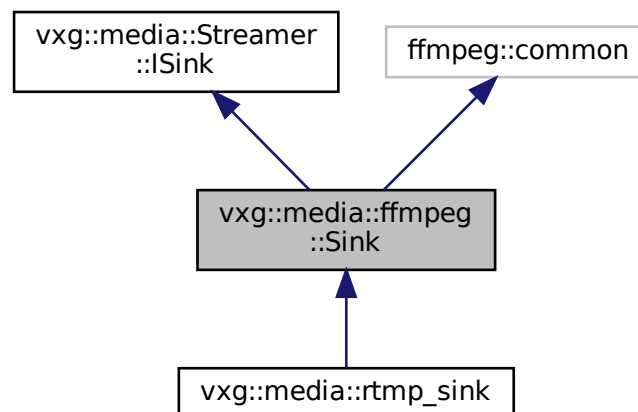 vxg::media::Streamer
::ISink
ffmpeg::common
vxg::media::ffmpeg
::Sink
vxg::media::rtmp_sink